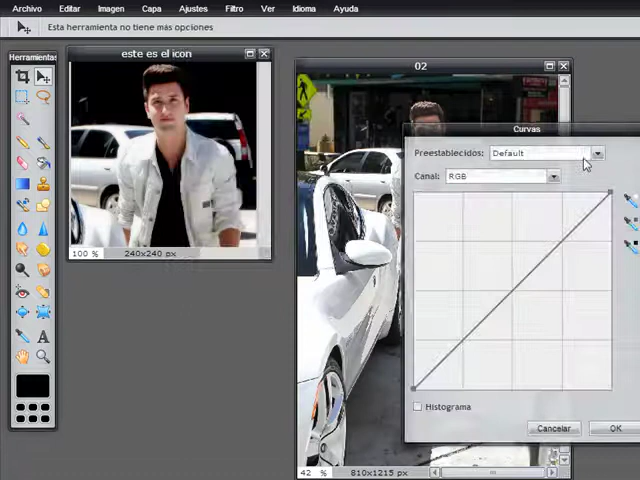 Archivo Editar Imagen Capa Ajustes Filtro Ver Idioma Ayuda
Esta herramienta no tiene más opciones
Herramientas
este es el icon
100 % 240x240 px
02
42 % 810x1215 px
Curvas
Preestablecidos: Default
Canal: RGB
Histograma
Cancelar OK